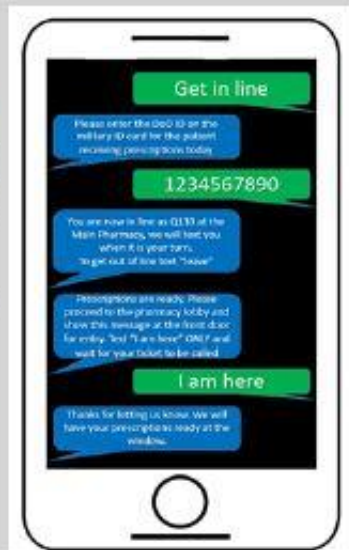 Get in line
Please enter the DoD ID on the
military ID card for the patient
receiving prescriptions today
1234567890
You are now in line as Q130 at the
Main Pharmacy, we will text you
when it is your turn.
To get out of line text "leave"
Prescriptions are ready. Please
proceed to the pharmacy lobby and
show this message at the front door
for entry. Text "I am here" ONLY and
wait for your ticket to be called
I am here
Thanks for letting us know. We will
have your prescriptions ready at the
window.